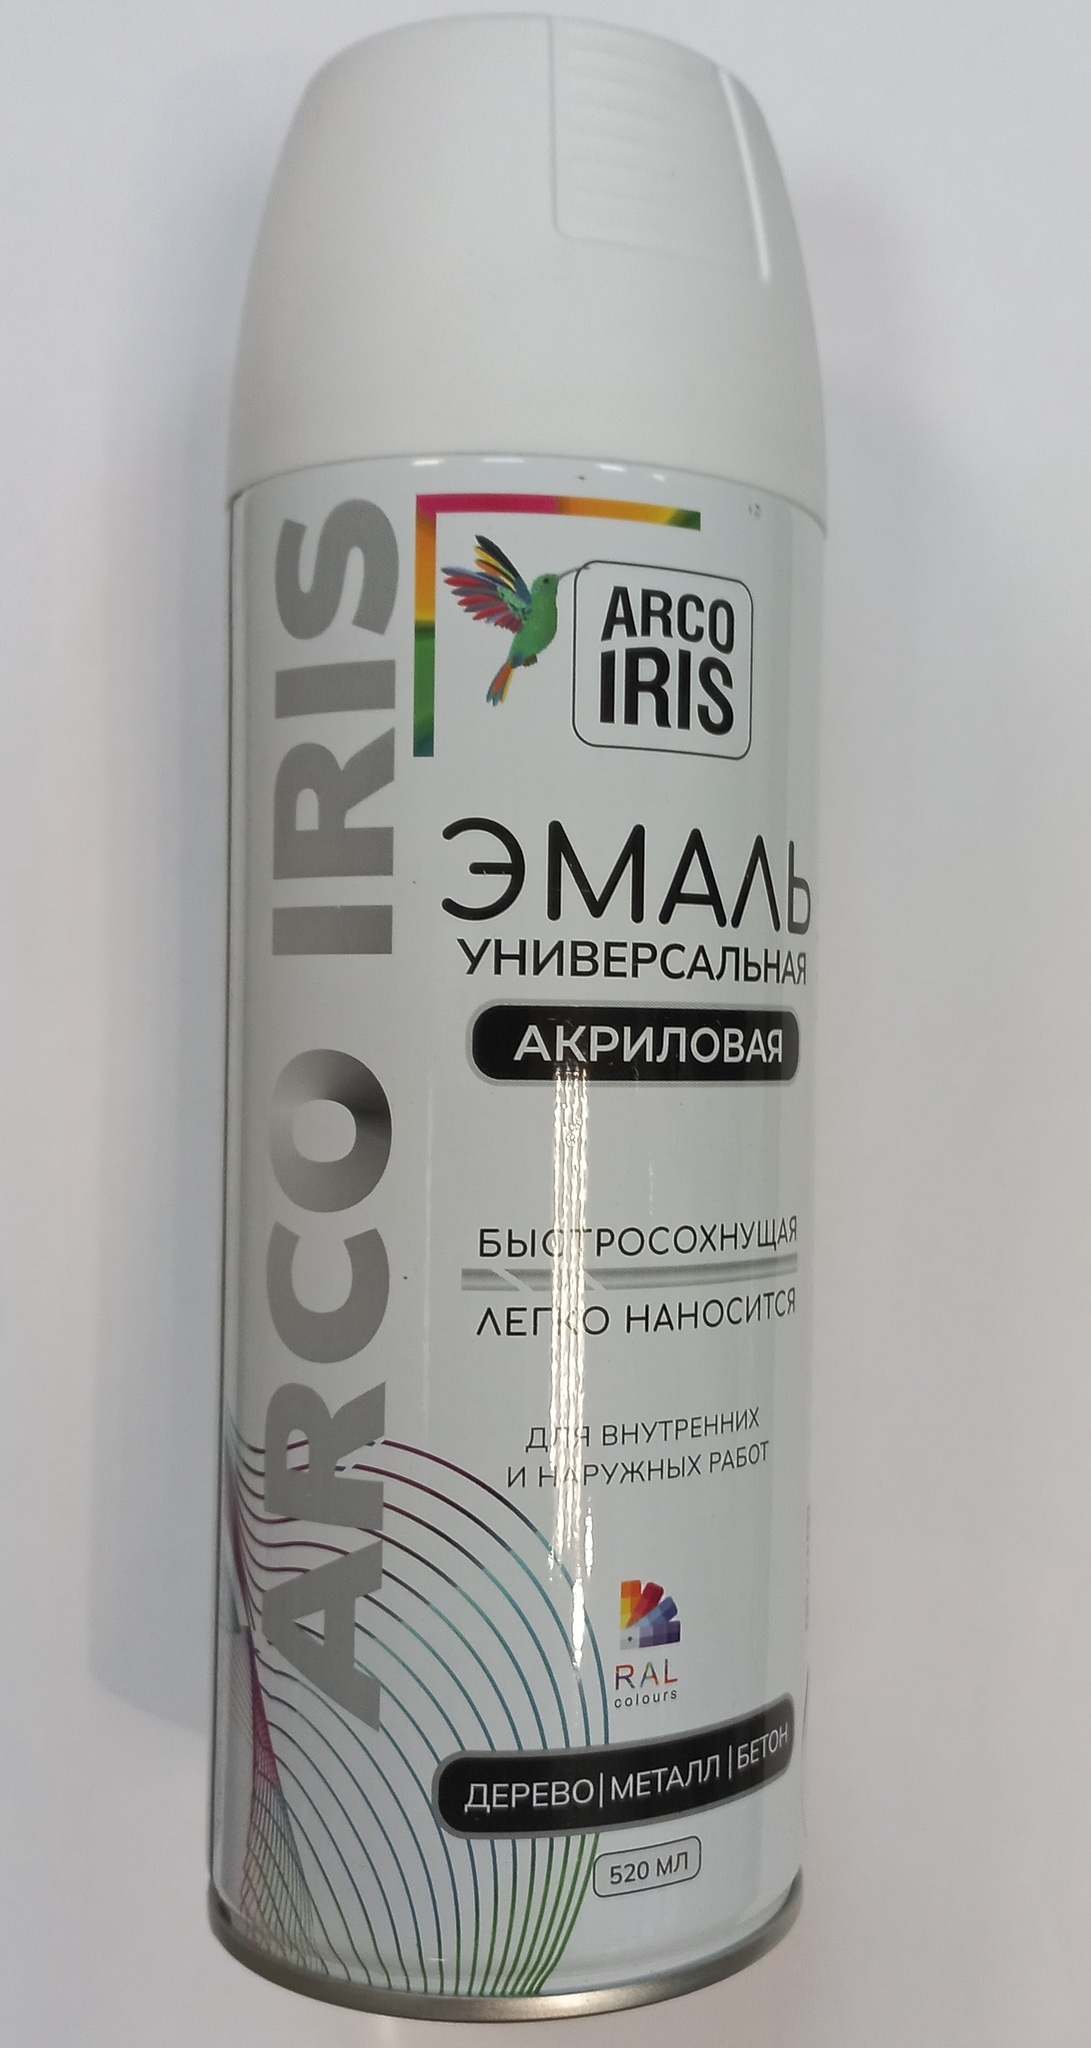 ARCO IRIS
ARCO
IRIS
ЭМАЛЬ
УНИВЕРСАЛЬНАЯ
АКРИЛОВАЯ
БЫСТРОСОХНУЩАЯ
ЛЕГКО НАНОСИТСЯ
ДЛЯ ВНУТРЕННИХ
И НАРУЖНЫХ РАБОТ
RAL
colours
ДЕРЕВО|МЕТАЛЛ|БЕТОН
520 МЛ